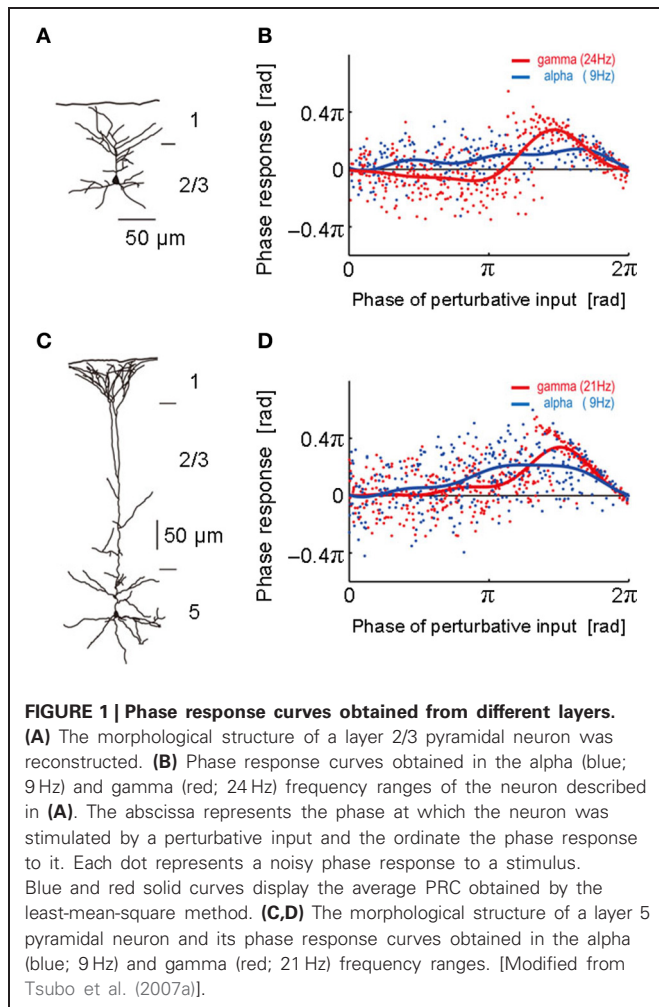 A
1
2/3
50 μm
B
gamma (24Hz)
alpha ( 9Hz)
Phase response [rad]
0.4π
0
−0.4π
0
π
2π
Phase of perturbative input [rad]
C
1
2/3
50 μm
5
D
gamma (21Hz)
alpha ( 9Hz)
Phase response [rad]
0.4π
0
−0.4π
0
π
2π
Phase of perturbative input [rad]
FIGURE 1 | Phase response curves obtained from different layers.
(A) The morphological structure of a layer 2/3 pyramidal neuron was
reconstructed. (B) Phase response curves obtained in the alpha (blue;
9 Hz) and gamma (red; 24 Hz) frequency ranges of the neuron described
in (A). The abscissa represents the phase at which the neuron was
stimulated by a perturbative input and the ordinate the phase response
to it. Each dot represents a noisy phase response to a stimulus.
Blue and red solid curves display the average PRC obtained by the
least-mean-square method. (C,D) The morphological structure of a layer 5
pyramidal neuron and its phase response curves obtained in the alpha
(blue; 9 Hz) and gamma (red; 21 Hz) frequency ranges. [Modified from
Tsubo et al. (2007a)].